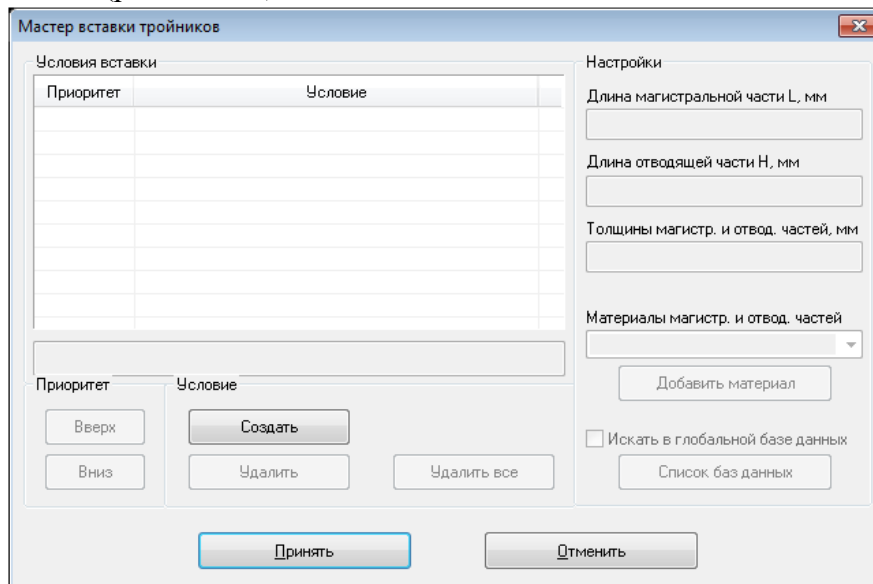 Мастер вставки тройников
Условия вставки
Приоритет Условие
Приоритет
Вверх
Вниз
Условие
Создать
Удалить Удалить все
Настройки
Длина магистральной части L, мм
Длина отводящей части H, мм
Толщины магистр. и отвод. частей, мм
Материалы магистр. и отвод. частей
Добавить материал
Искать в глобальной базе данных
Список баз данных
Принять Отменить